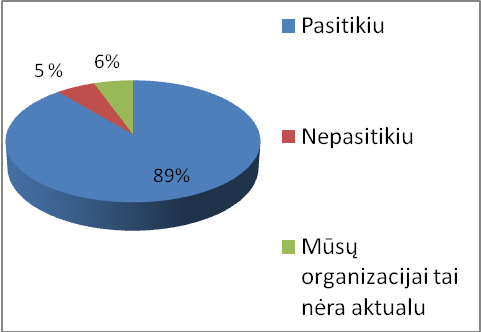 Pasitikiu
5 %
6%
89%
Nepasitikiu
Mūsų
organizacijai tai
nėra aktualu